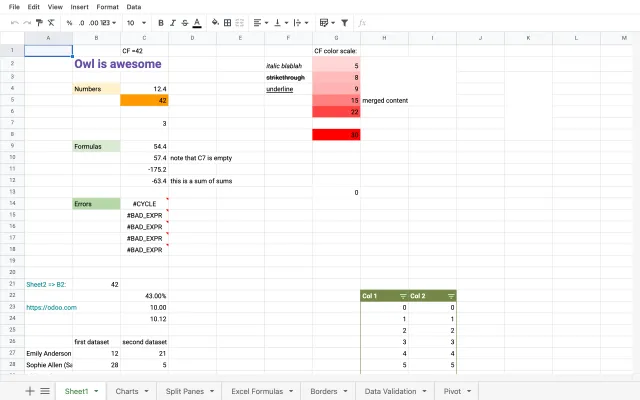 File Edit View Insert Format Data
% .0 .00 123 10 B I S A fx
A B C D E F G H I J K L M
1 CF =42 CF color scale:
2 Owl is awesome italic blablah 5
3 strikethrough 8
4 Numbers 12.4 underline 9
5 42 15 merged content
6 22
7 3
8 30
9 Formulas 54.4
10 57.4 note that C7 is empty
11 -175.2
12 -63.4 this is a sum of sums
13 0
14 Errors #CYCLE
15 #BAD_EXPR
16 #BAD_EXPR
17 #BAD_EXPR
18 #BAD_EXPR
19
20
21 Sheet2 => B2: 42
22 43.00% Col 1 Col 2
23 https://odoo.com 10.00 0 0
24 10.12 1 1
25 2 2
26 first dataset second dataset 3 3
27 Emily Anderson 12 21 4 4
28 Sophie Allen (Sa 28 5 5 5
Sheet1 Charts Split Panes Excel Formulas Borders Data Validation Pivot